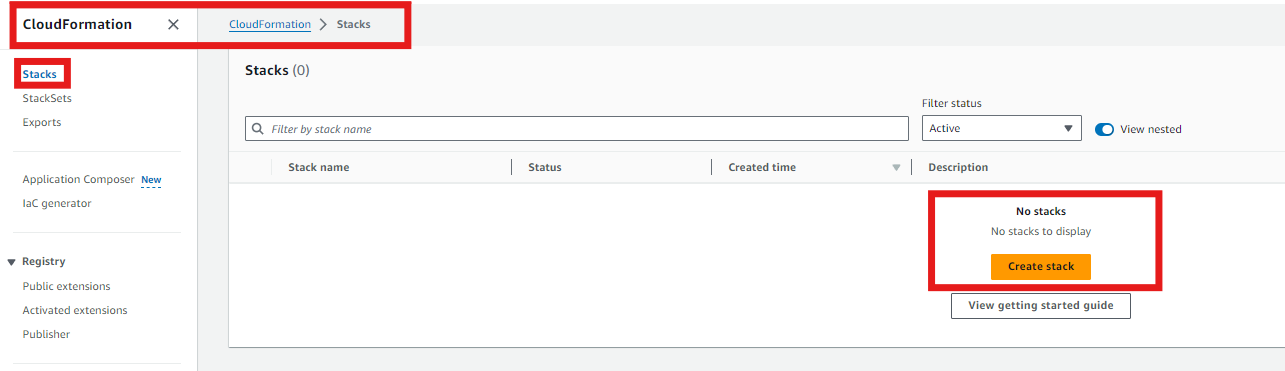 CloudFormation
CloudFormation > Stacks
Stacks
StackSets
Exports
Application Composer New
IaC generator
Registry
Public extensions
Activated extensions
Publisher
Stacks (0)
Filter status
Filter by stack name
Active
View nested
Stack name Status Created time Description
No stacks
No stacks to display
Create stack
View getting started guide